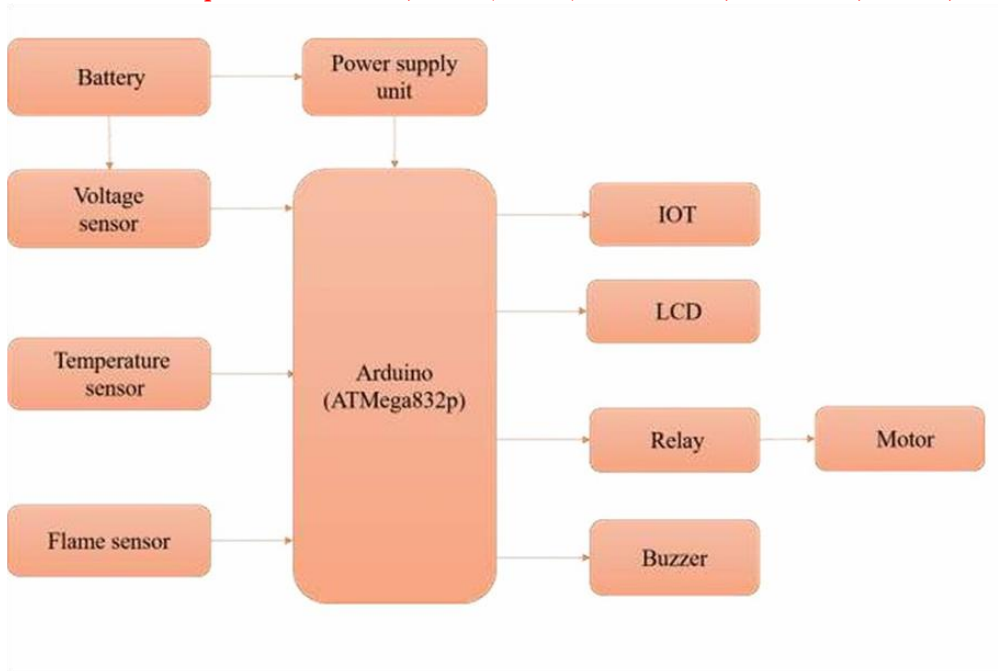 Battery
Power supply
unit
Voltage
sensor
IOT
LCD
Temperature
sensor
Arduino
(ATMega832p)
Relay
Motor
Flame sensor
Buzzer